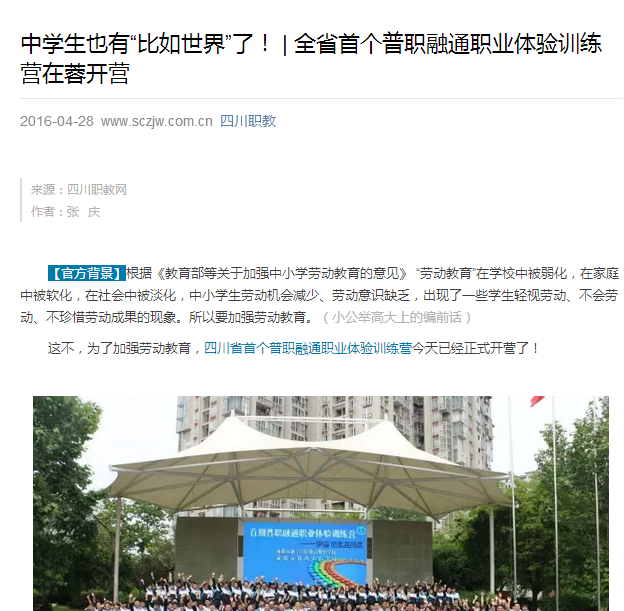 中学生也有“比如世界”了！ | 全省首个普职融通职业体验训练
营在蓉开营
2016-04-28 www.sczjw.com.cn 四川职教
来源：四川职教网
作者：张 庆
【官方背景】根据《教育部等关于加强中小学劳动教育的意见》 “劳动教育”在学校中被弱化，在家庭
中被软化，在社会中被淡化，中小学生劳动机会减少、劳动意识缺乏，出现了一些学生轻视劳动、不会劳
动、不珍惜劳动成果的现象。所以要加强劳动教育。（小公举高大上的编前话）
这不，为了加强劳动教育，四川省首个普职融通职业体验训练营今天已经正式开营了！
首期普职融通职业体验训练营